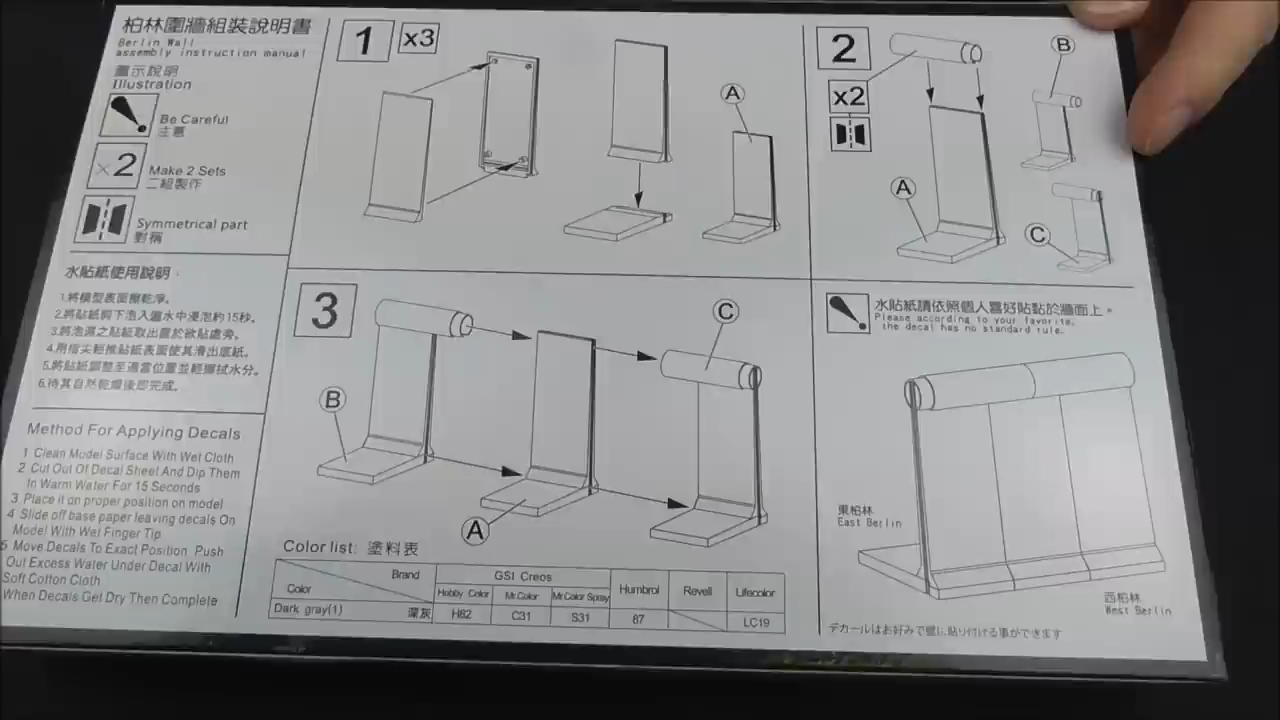 柏林圍牆組裝說明書
Berlin Wall
assembly instruction manual
圖示說明
Illustration
Be Careful
主意
×2
Make 2 Sets
二組製作
Symmetrical part
對稱
水貼紙使用說明：
1.將模型表面擦乾淨。
2.將貼紙剪下泡入溫水中浸泡約15秒。
3.將泡濕之貼紙取出置於欲貼處旁。
4.用指尖輕推貼紙表面使其滑出底紙。
5.將貼紙調整至適當位置並輕擦拭水分。
6.待其自然乾燥後即完成。
Method For Applying Decals
1 Clean Model Surface With Wet Cloth
2 Cut Out Of Decal Sheet And Dip Them
In Warm Water For 15 Seconds
3 Place it on proper position on model
4 Slide off base paper leaving decals On
Model With Wet Finger Tip
5 Move Decals To Exact Position Push
Out Excess Water Under Decal With
Soft Cotton Cloth
When Decals Get Dry Then Complete
1
x3
A
2
x2
A
B
C
3
B
A
C
Color list: 塗料表
Color
Brand
GSI Creos
Hobby Color
Mr.Color
Mr.Color Spray
Humbrol
Revell
Lifecolor
Dark gray(1) 深灰
H82
C31
S31
87
LC19
水貼紙請依照個人喜好貼黏於牆面上。
Please according to your favorite,
the decal has no standard rule.
東柏林
East Berlin
西柏林
West Berlin
デカールはお好みで壁に貼り付ける事ができます